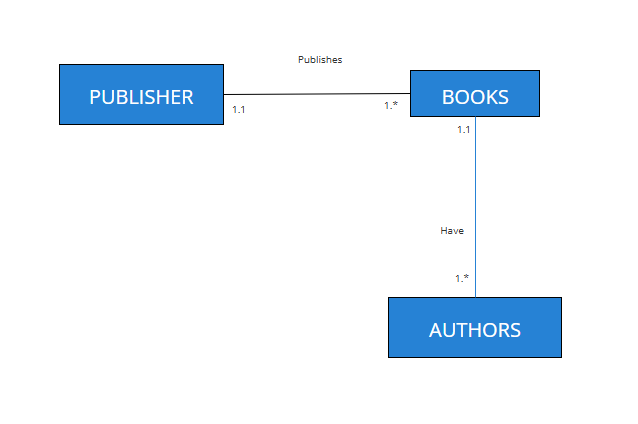 Publishes
PUBLISHER
BOOKS
1.1
1.*
1.1
Have
1.*
AUTHORS